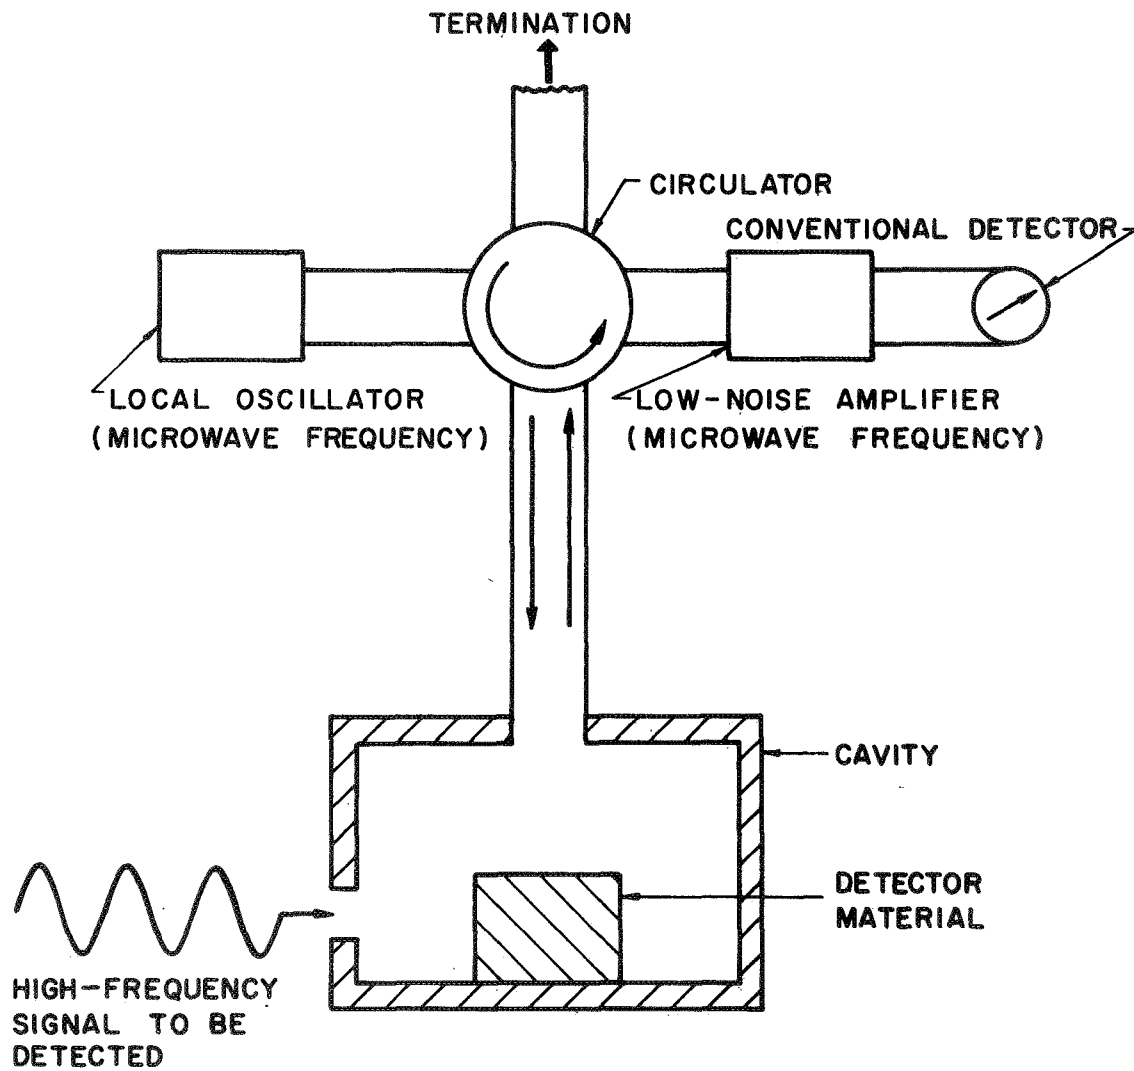 TERMINATION
CIRCULATOR
CONVENTIONAL DETECTOR
LOCAL OSCILLATOR
(MICROWAVE FREQUENCY)
LOW-NOISE AMPLIFIER
(MICROWAVE FREQUENCY)
CAVITY
DETECTOR
MATERIAL
HIGH-FREQUENCY
SIGNAL TO BE
DETECTED